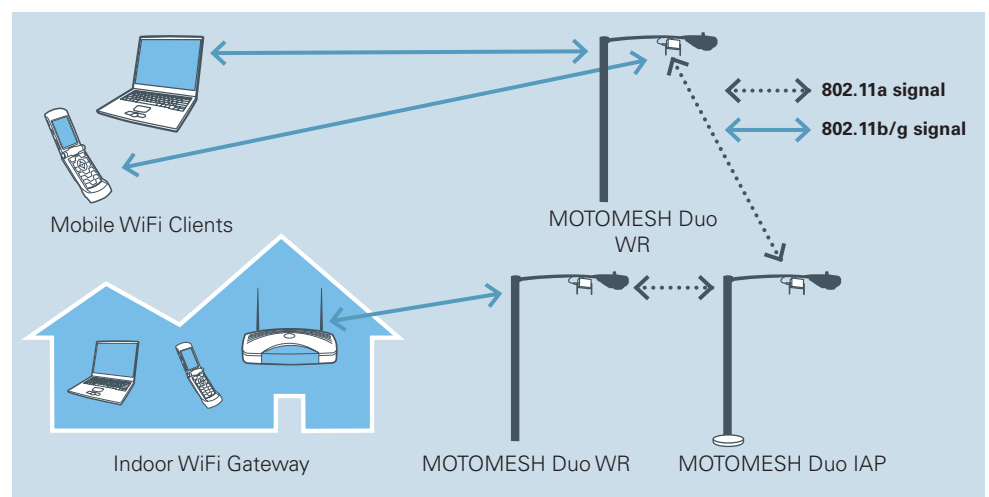 802.11a signal
802.11b/g signal
Mobile WiFi Clients
MOTOMESH Duo
WR
Indoor WiFi Gateway
MOTOMESH Duo WR
MOTOMESH Duo IAP